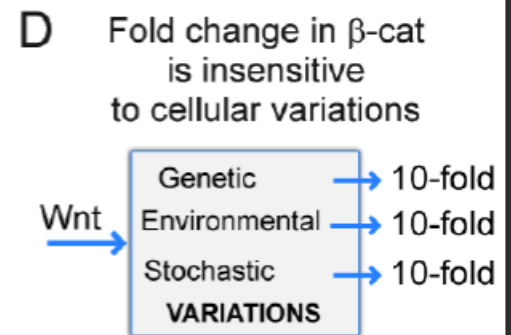 D
Fold change in β-cat
is insensitive
to cellular variations
Wnt
Genetic
10-fold
Environmental
10-fold
Stochastic
10-fold
VARIATIONS